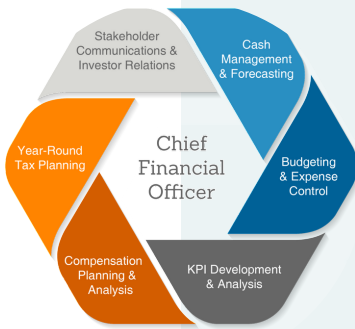 Stakeholder
Communications &
Investor Relations
Cash
Management
& Forecasting
Year-Round
Tax Planning
Chief
Financial
Officer
Budgeting
& Expense
Control
Compensation
Planning &
Analysis
KPI Development
& Analysis